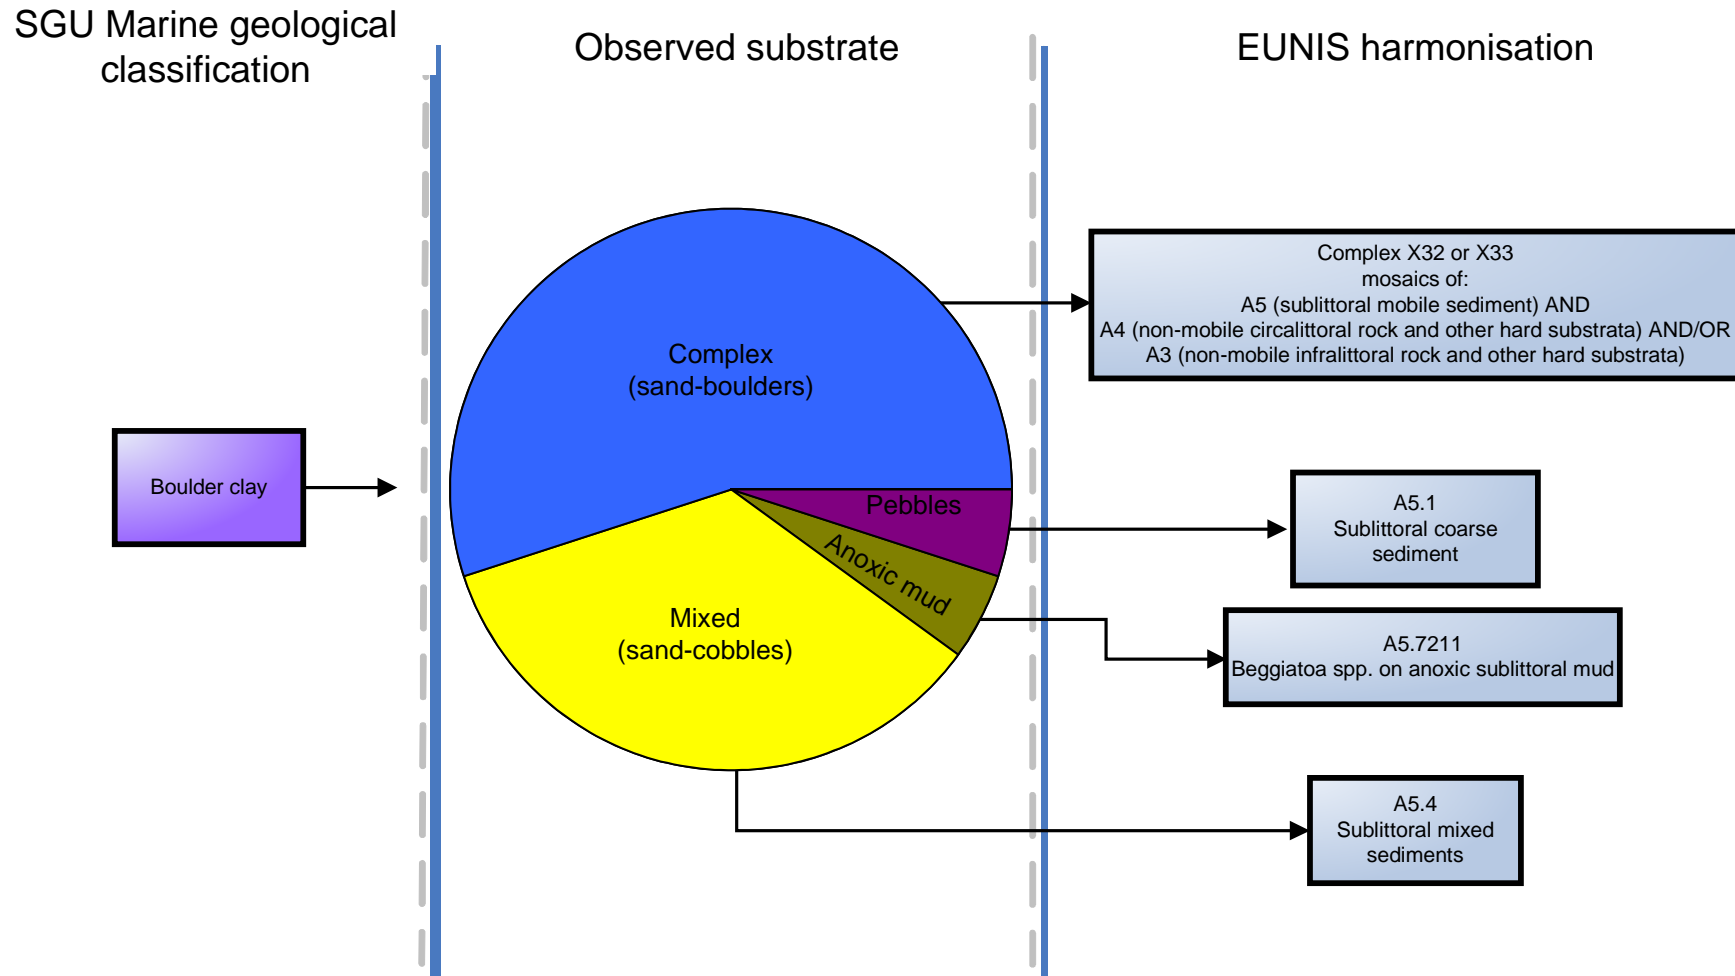 SGU Marine geological
classification
Observed substrate
EUNIS harmonisation
Boulder clay
Complex
(sand-boulders)
Pebbles
Anoxic mud
Mixed
(sand-cobbles)
Complex X32 or X33
mosaics of:
A5 (sublittoral mobile sediment) AND
A4 (non-mobile circalittoral rock and other hard substrata) AND/OR
A3 (non-mobile infralittoral rock and other hard substrata)
A5.1
Sublittoral coarse
sediment
A5.7211
Beggiatoa spp. on anoxic sublittoral mud
A5.4
Sublittoral mixed
sediments